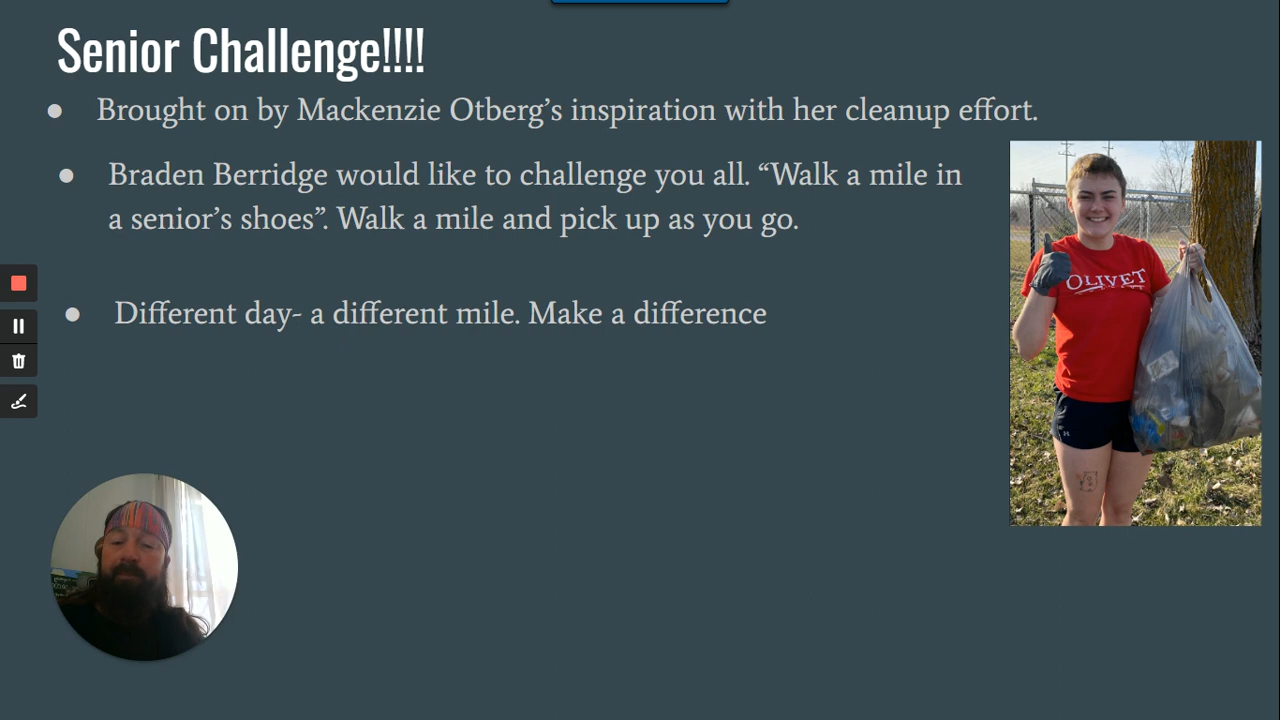 Senior Challenge!!!!
● Brought on by Mackenzie Otberg’s inspiration with her cleanup effort.
● Braden Berridge would like to challenge you all. “Walk a mile in
a senior’s shoes”. Walk a mile and pick up as you go.
● Different day- a different mile. Make a difference
OLIVET